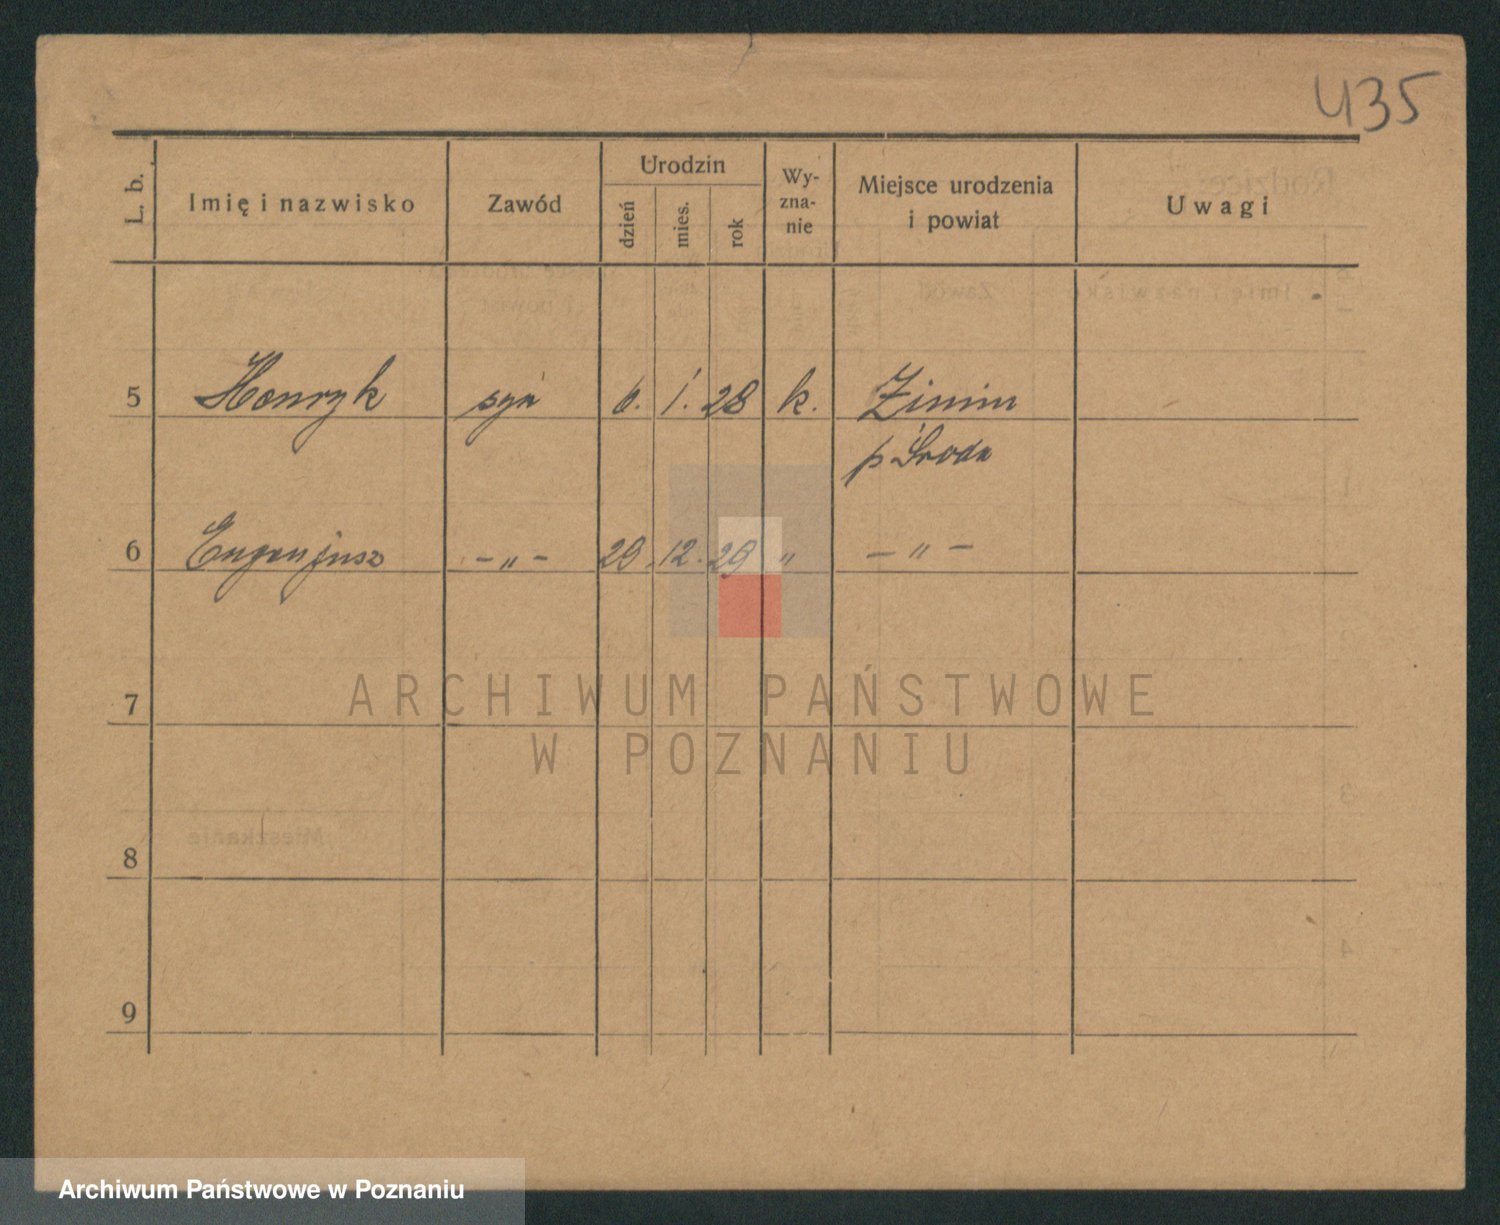 435
L. b.
Imię i nazwisko
Zawód
Urodzin
dzień
mies.
rok
Wy-
zna-
nie
Miejsce urodzenia
i powiat
Uwagi
5 Henryk syn 6. 1. 28 k. Zimin
p Środa
6 Eugenjusz -„- 29. 12. 29 „ -„-
7
8
9
ARCHIWUM PAŃSTWOWE
W POZNANIU
Archiwum Państwowe w Poznaniu